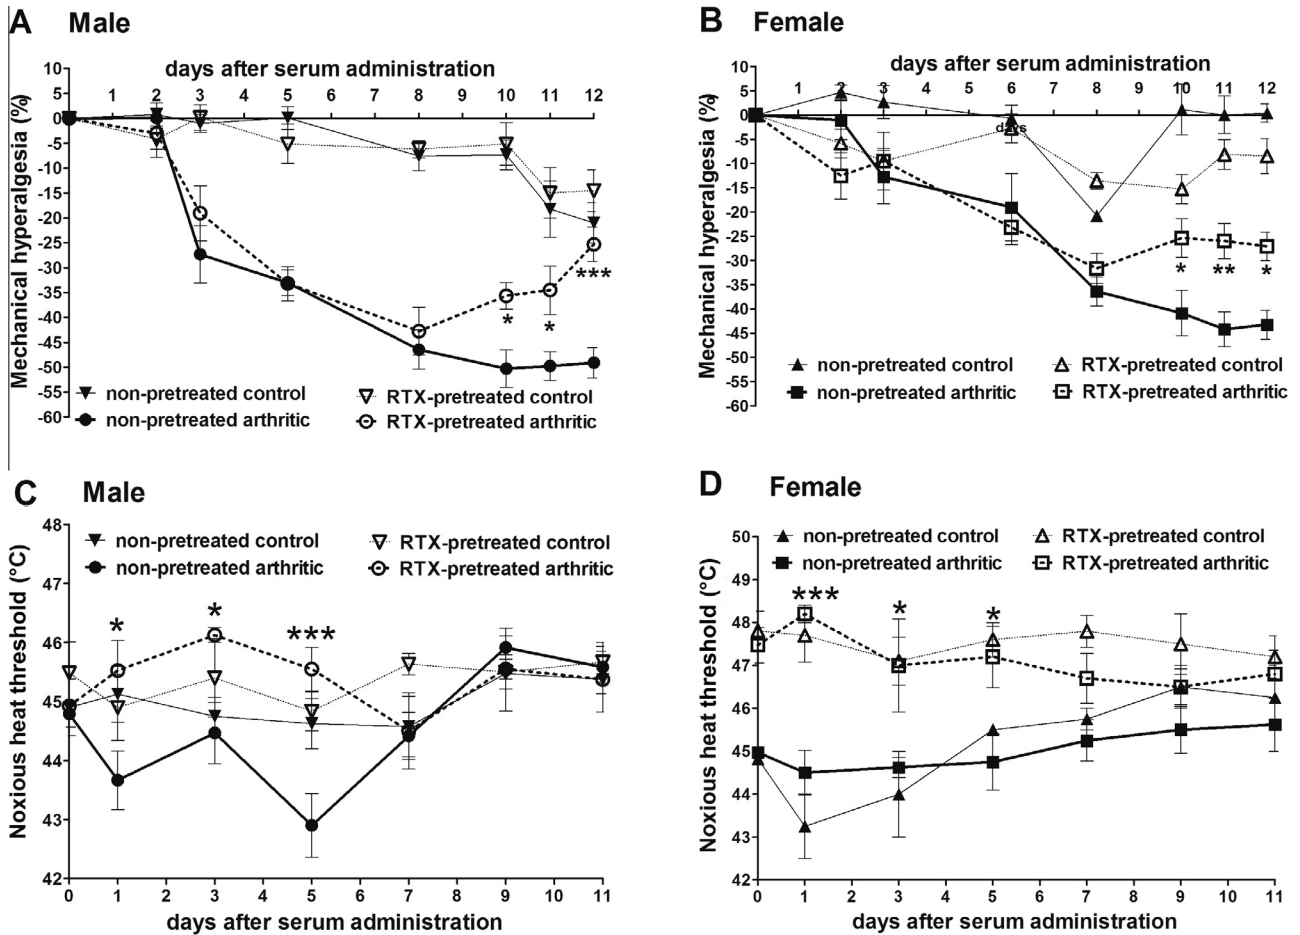 A Male
days after serum administration
10
5
0
-5
-10
-15
-20
-25
-30
-35
-40
-45
-50
-55
-60
1 2 3 4 5 6 7 8 9 10 11 12
Mechanical hyperalgesia (%)
* * ***
non-pretreated control
RTX-pretreated control
non-pretreated arthritic
RTX-pretreated arthritic
B Female
days after serum administration
10
5
0
-5
-10
-15
-20
-25
-30
-35
-40
-45
-50
-55
-60
1 2 3 4 5 6 7 8 9 10 11 12
days
Mechanical hyperalgesia (%)
* ** *
non-pretreated control
RTX-pretreated control
non-pretreated arthritic
RTX-pretreated arthritic
C Male
48
47
46
45
44
43
42
Noxious heat threshold (°C)
non-pretreated control
RTX-pretreated control
non-pretreated arthritic
RTX-pretreated arthritic
* * ***
0 1 2 3 4 5 6 7 8 9 10 11
days after serum administration
D Female
50
49
48
47
46
45
44
43
42
Noxious heat threshold (°C)
non-pretreated control
RTX-pretreated control
non-pretreated arthritic
RTX-pretreated arthritic
*** * *
0 1 2 3 4 5 6 7 8 9 10 11
days after serum administration